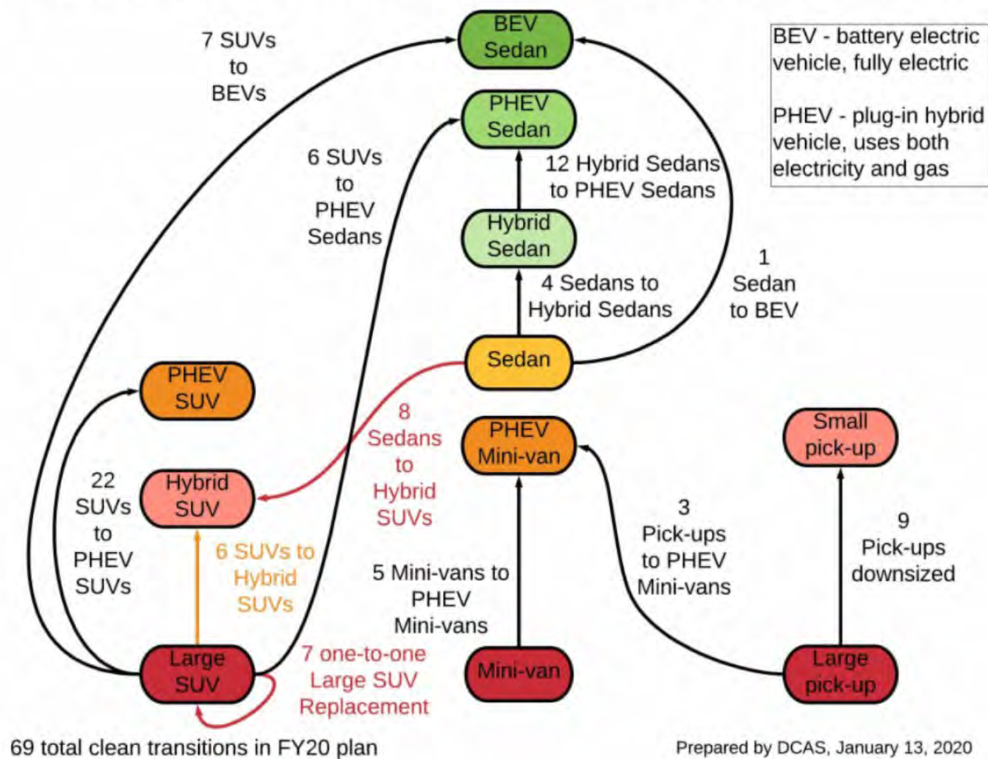 7 SUVs
to
BEVs
BEV
Sedan
BEV - battery electric
vehicle, fully electric
PHEV - plug-in hybrid
vehicle, uses both
electricity and gas
PHEV
Sedan
6 SUVs
to
PHEV
Sedans
12 Hybrid Sedans
to PHEV Sedans
Hybrid
Sedan
4 Sedans to
Hybrid Sedans
1
Sedan
to BEV
Sedan
PHEV
SUV
8
Sedans
to
Hybrid
SUVs
PHEV
Mini-van
Small
pick-up
22
SUVs
to
PHEV
SUVs
Hybrid
SUV
6 SUVs to
Hybrid
SUVs
5 Mini-vans to
PHEV
Mini-vans
3
Pick-ups
to PHEV
Mini-vans
9
Pick-ups
downsized
Large
SUV
7 one-to-one
Large SUV
Replacement
Mini-van
Large
pick-up
69 total clean transitions in FY20 plan
Prepared by DCAS, January 13, 2020